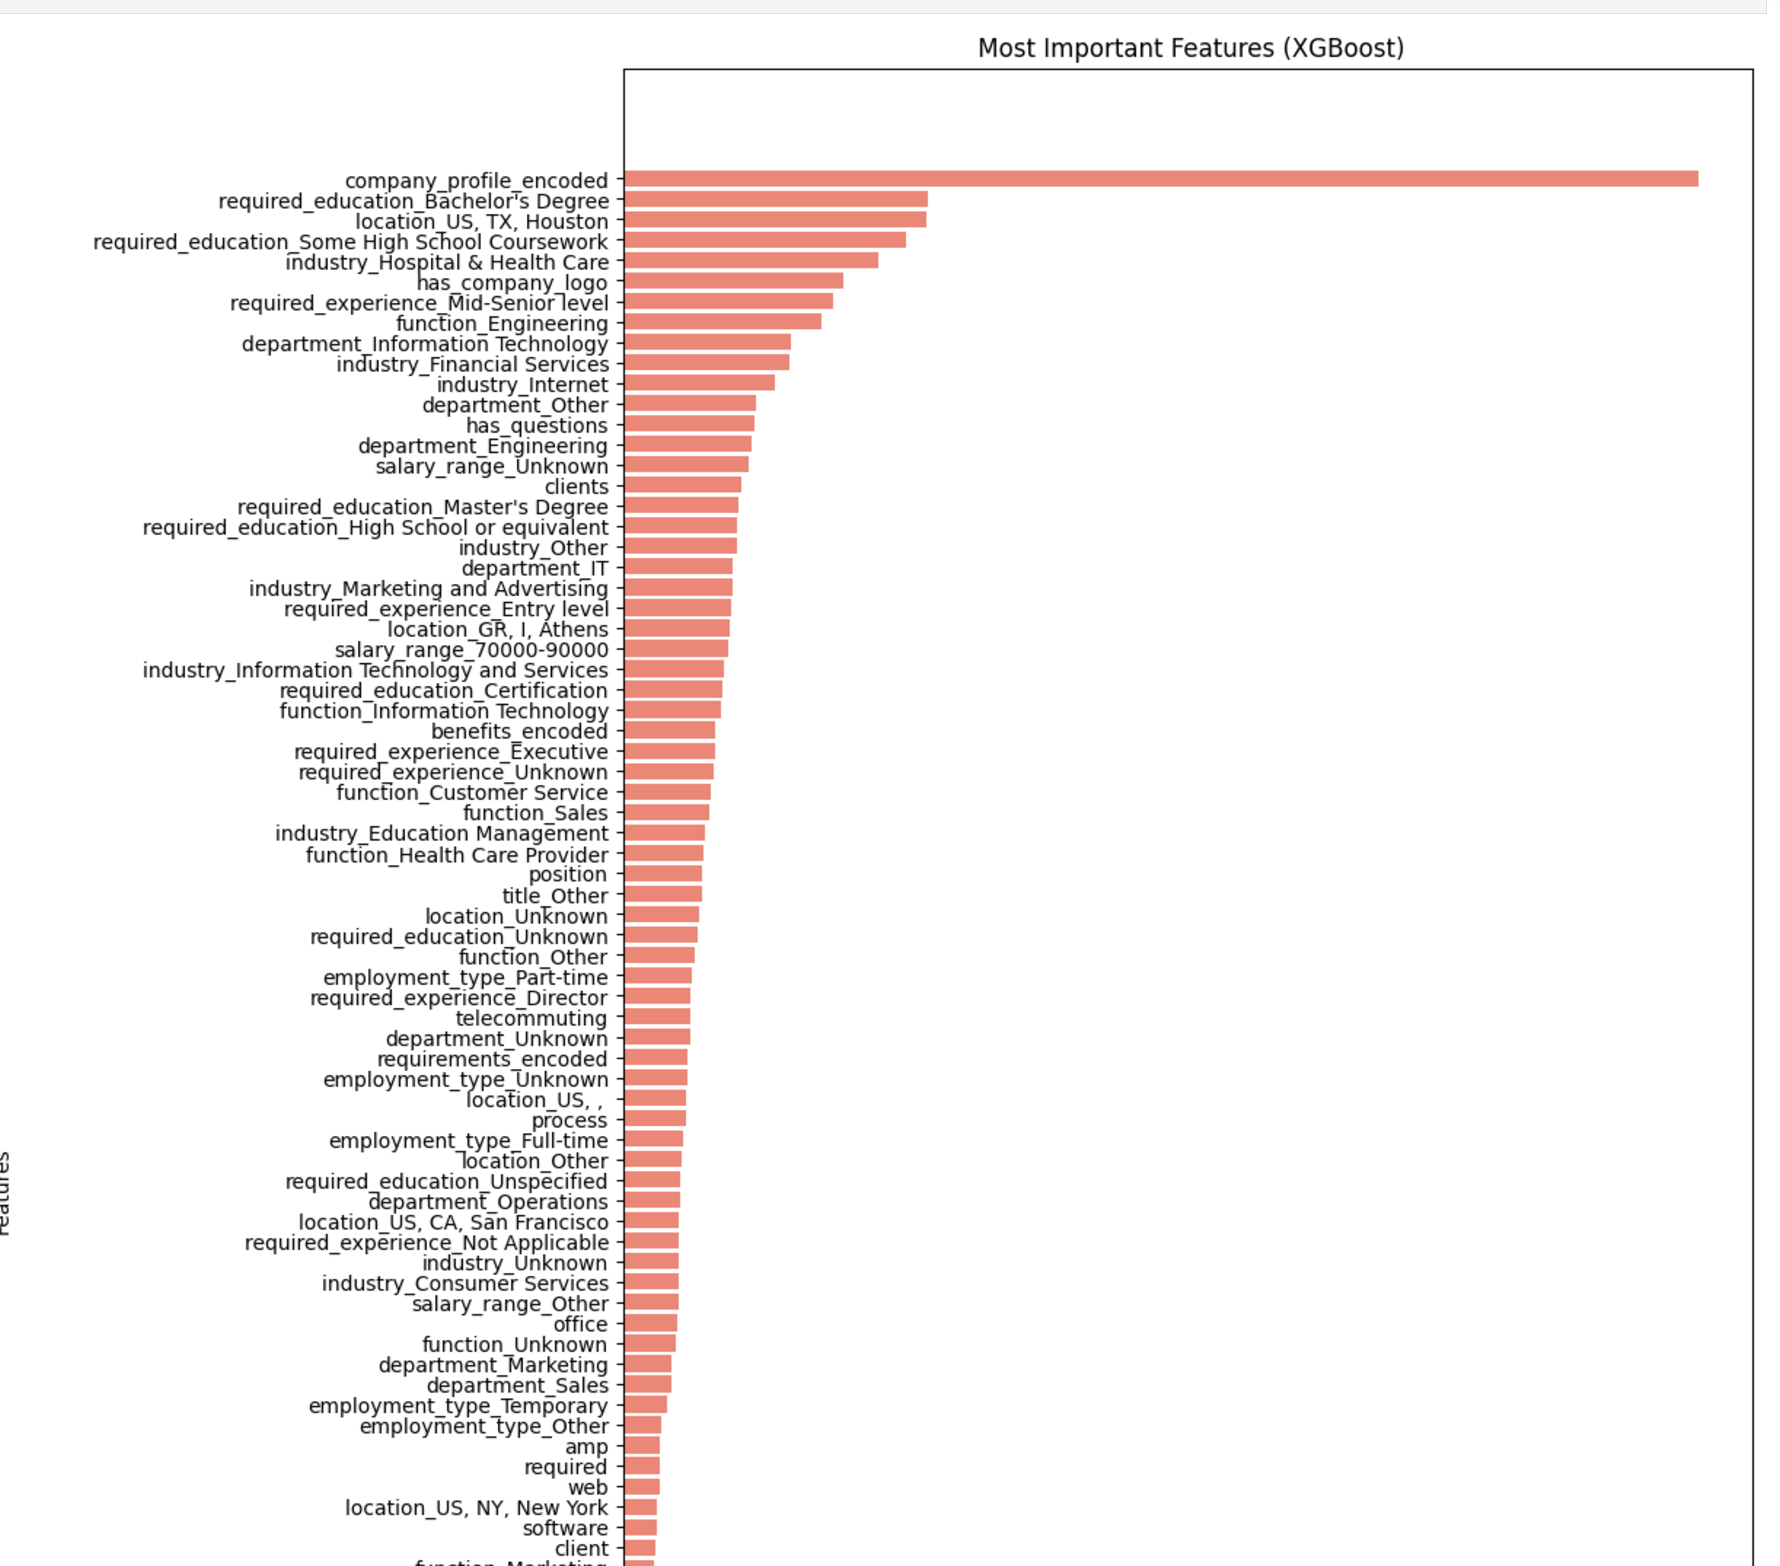 Most Important Features (XGBoost)
company_profile_encoded
required_education_Bachelor's Degree
location_US, TX, Houston
required_education_Some High School Coursework
industry_Hospital & Health Care
has_company_logo
required_experience_Mid-Senior level
function_Engineering
department_Information Technology
industry_Financial Services
industry_Internet
department_Other
has_questions
department_Engineering
salary_range_Unknown
clients
required_education_Master's Degree
required_education_High School or equivalent
industry_Other
department_IT
industry_Marketing and Advertising
required_experience_Entry level
location_GR, I, Athens
salary_range_70000-90000
industry_Information Technology and Services
required_education_Certification
function_Information Technology
benefits_encoded
required_experience_Executive
required_experience_Unknown
function_Customer Service
function_Sales
industry_Education Management
function_Health Care Provider
position
title_Other
location_Unknown
required_education_Unknown
function_Other
employment_type_Part-time
required_experience_Director
telecommuting
department_Unknown
requirements_encoded
employment_type_Unknown
location_US, ,
process
employment_type_Full-time
location_Other
required_education_Unspecified
department_Operations
location_US, CA, San Francisco
required_experience_Not Applicable
industry_Unknown
industry_Consumer Services
salary_range_Other
office
function_Unknown
department_Marketing
department_Sales
employment_type_Temporary
employment_type_Other
amp
required
web
location_US, NY, New York
software
client
function_Marketing
Features